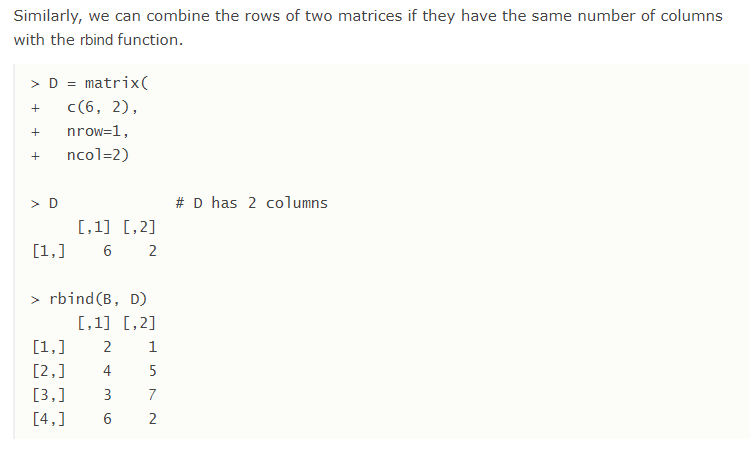 Similarly, we can combine the rows of two matrices if they have the same number of columns
with the rbind function.
> D = matrix(
+   c(6, 2),
+   nrow=1,
+   ncol=2)
> D             # D has 2 columns
     [,1] [,2]
[1,]    6    2
> rbind(B, D)
     [,1] [,2]
[1,]    2    1
[2,]    4    5
[3,]    3    7
[4,]    6    2